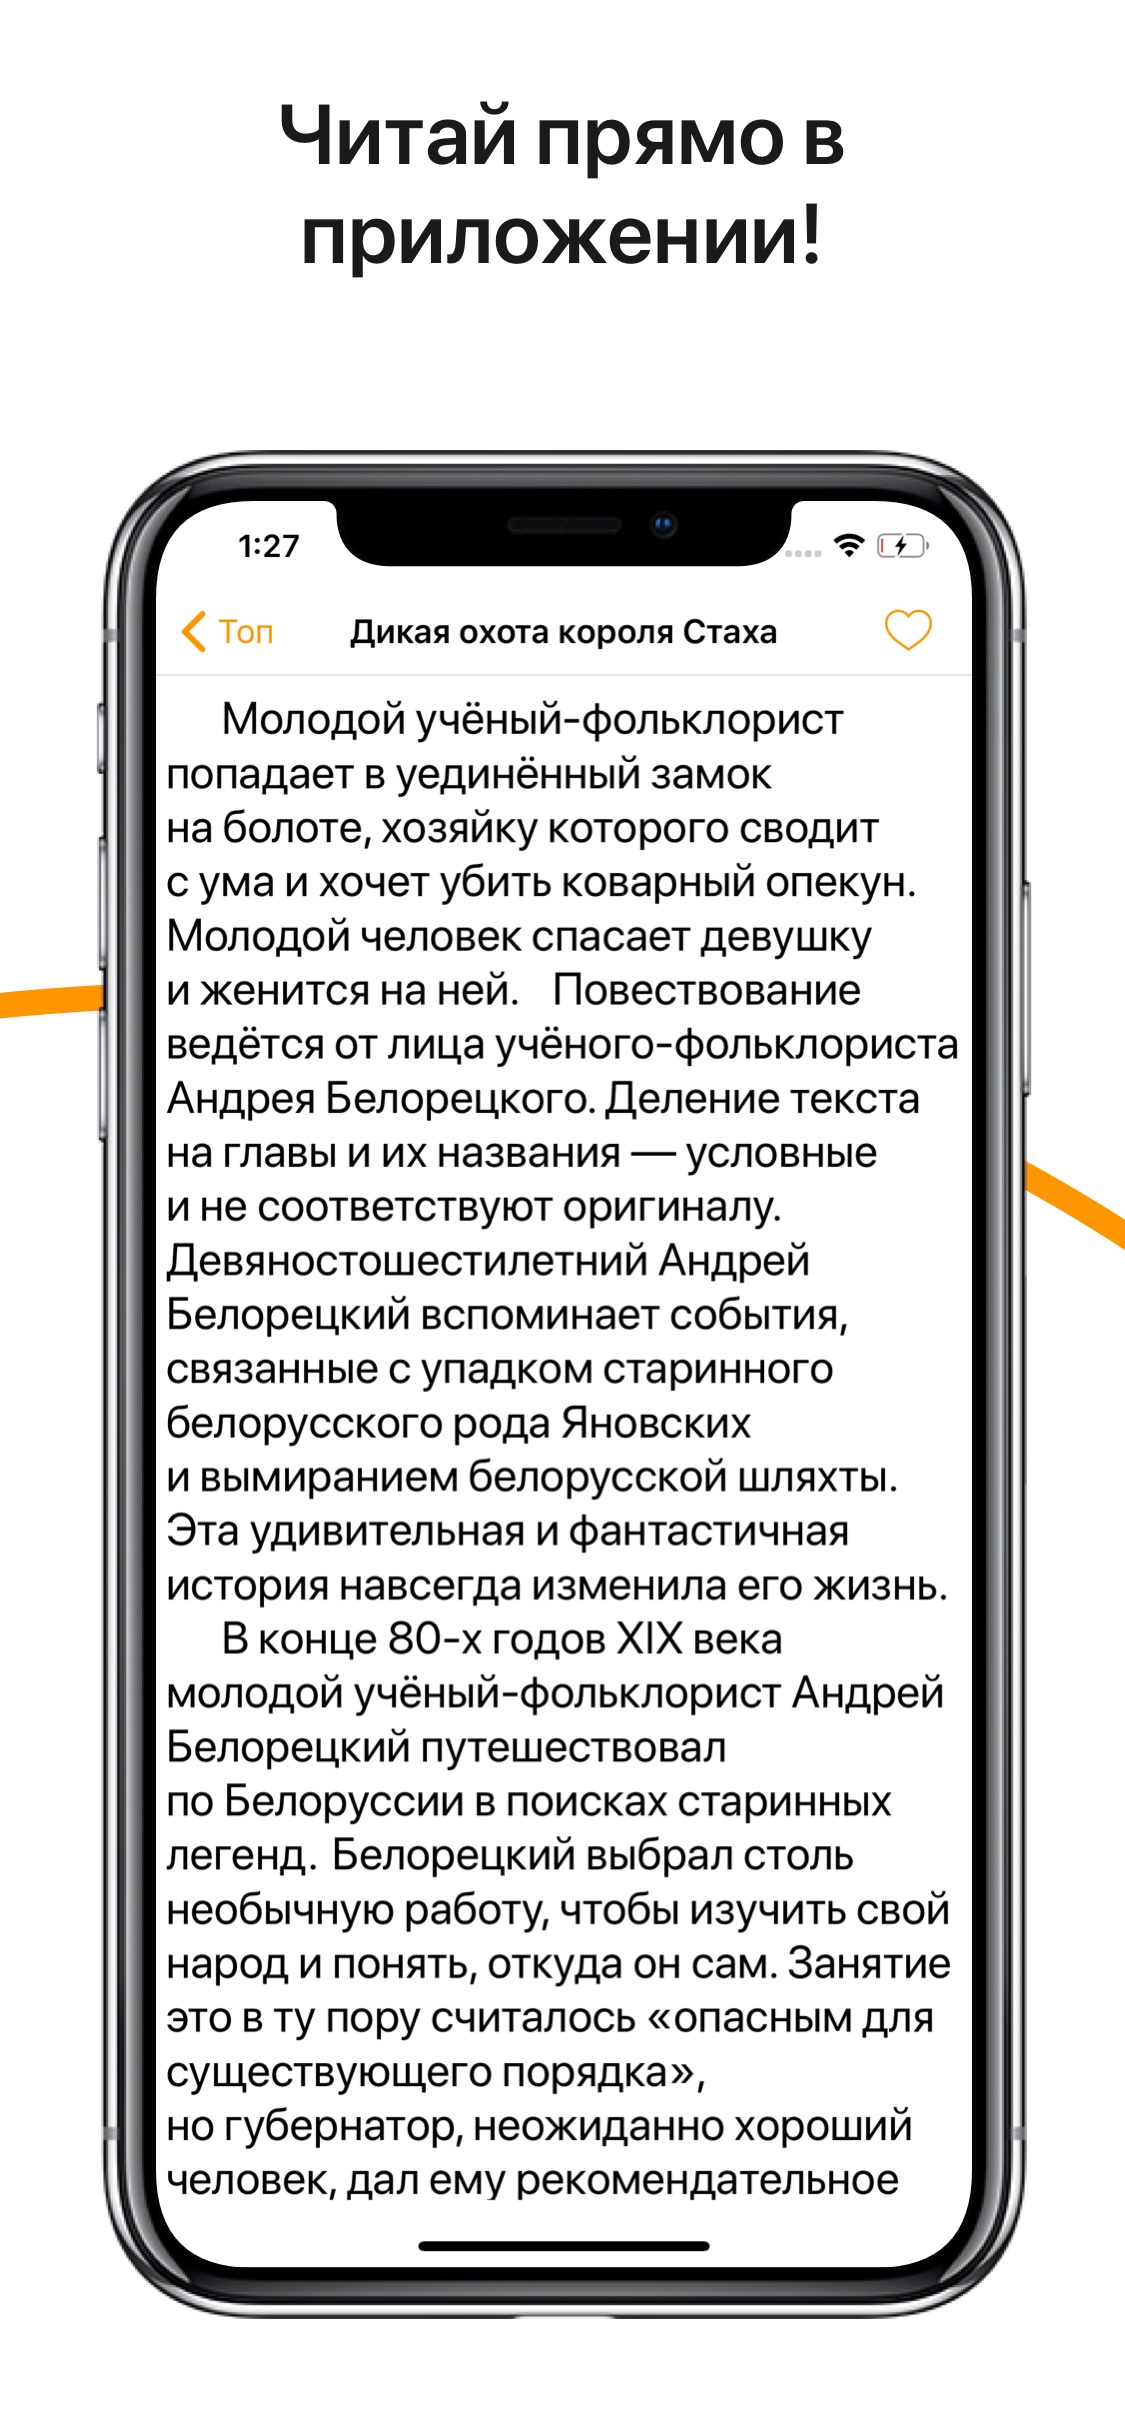 Читай прямо в
приложении!
1:27
Топ
Дикая охота короля Стаха
Молодой учёный-фольклорист
попадает в уединённый замок
на болоте, хозяйку которого сводит
с ума и хочет убить коварный опекун.
Молодой человек спасает девушку
и женится на ней. Повествование
ведётся от лица учёного-фольклориста
Андрея Белорецкого. Деление текста
на главы и их названия — условные
и не соответствуют оригиналу.
Девяностошестилетний Андрей
Белорецкий вспоминает события,
связанные с упадком старинного
белорусского рода Яновских
и вымиранием белорусской шляхты.
Эта удивительная и фантастичная
история навсегда изменила его жизнь.
В конце 80-х годов XIX века
молодой учёный-фольклорист Андрей
Белорецкий путешествовал
по Белоруссии в поисках старинных
легенд. Белорецкий выбрал столь
необычную работу, чтобы изучить свой
народ и понять, откуда он сам. Занятие
это в ту пору считалось «опасным для
существующего порядка»,
но губернатор, неожиданно хороший
человек, дал ему рекомендательное